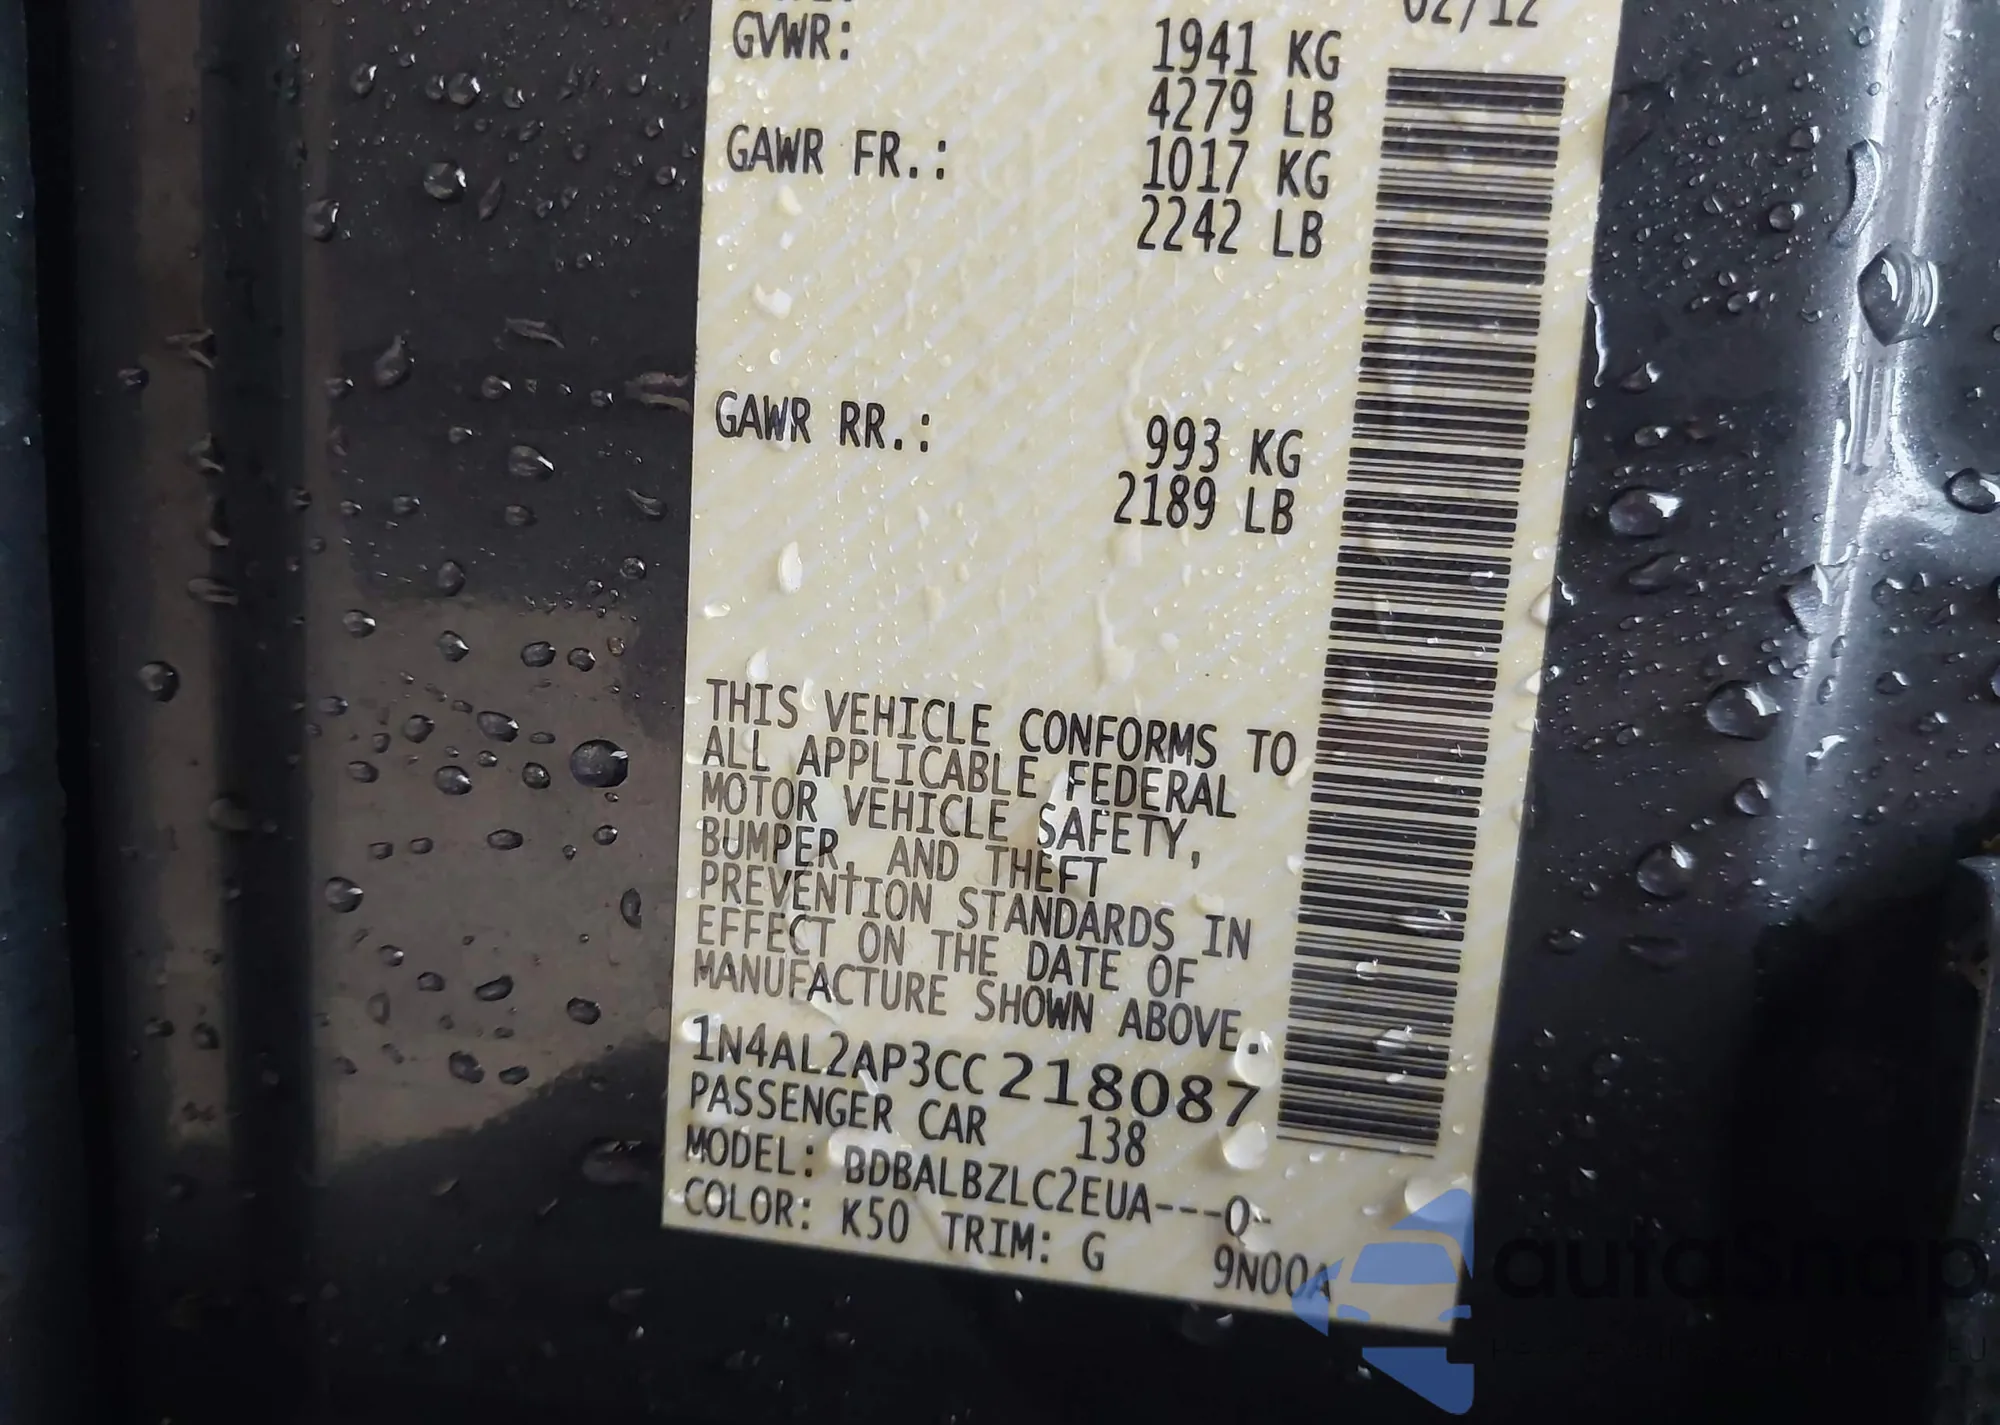 02/12
GVWR: 1941 KG
4279 LB
GAWR FR.: 1017 KG
2242 LB
GAWR RR.: 993 KG
2189 LB
THIS VEHICLE CONFORMS TO
ALL APPLICABLE FEDERAL
MOTOR VEHICLE SAFETY,
BUMPER, AND THEFT
PREVENTION STANDARDS IN
EFFECT ON THE DATE OF
MANUFACTURE SHOWN ABOVE.
1N4AL2AP3CC218087
PASSENGER CAR 138
MODEL: BDBALBZLC2EUA---Q-
COLOR: K50 TRIM: G 9N00A
autosnap